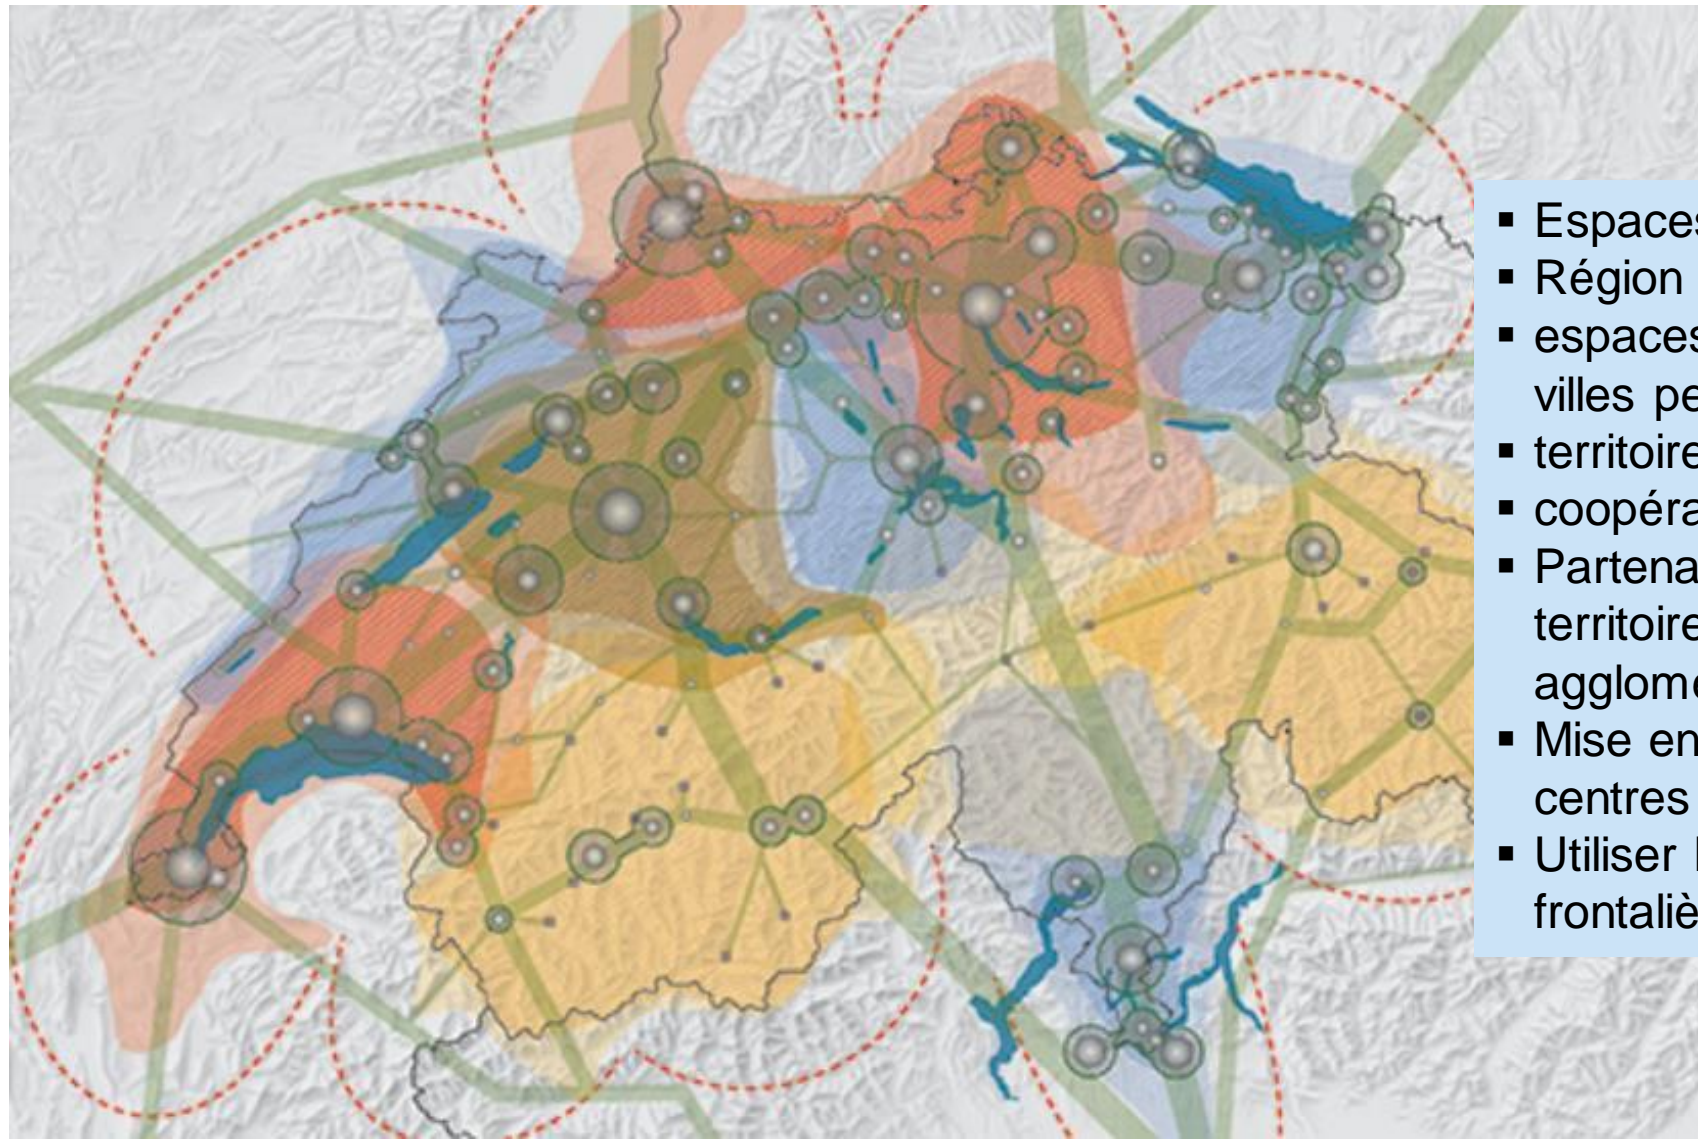 ▪ Espaces
▪ Région
▪ espaces
villes pe
▪ territoire
▪ coopéra
▪ Partena
territoire
agglomé
▪ Mise en
centres
▪ Utiliser l
frontaliè